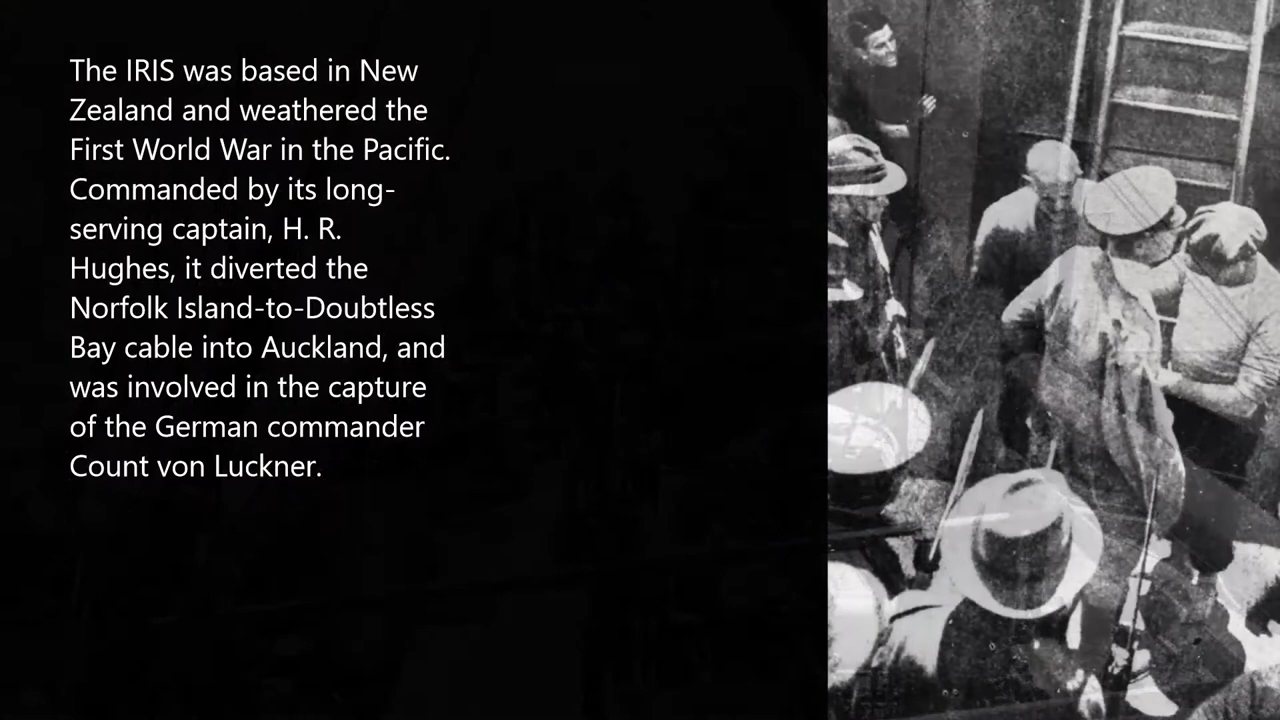 The IRIS was based in New
Zealand and weathered the
First World War in the Pacific.
Commanded by its long-
serving captain, H. R.
Hughes, it diverted the
Norfolk Island-to-Doubtless
Bay cable into Auckland, and
was involved in the capture
of the German commander
Count von Luckner.